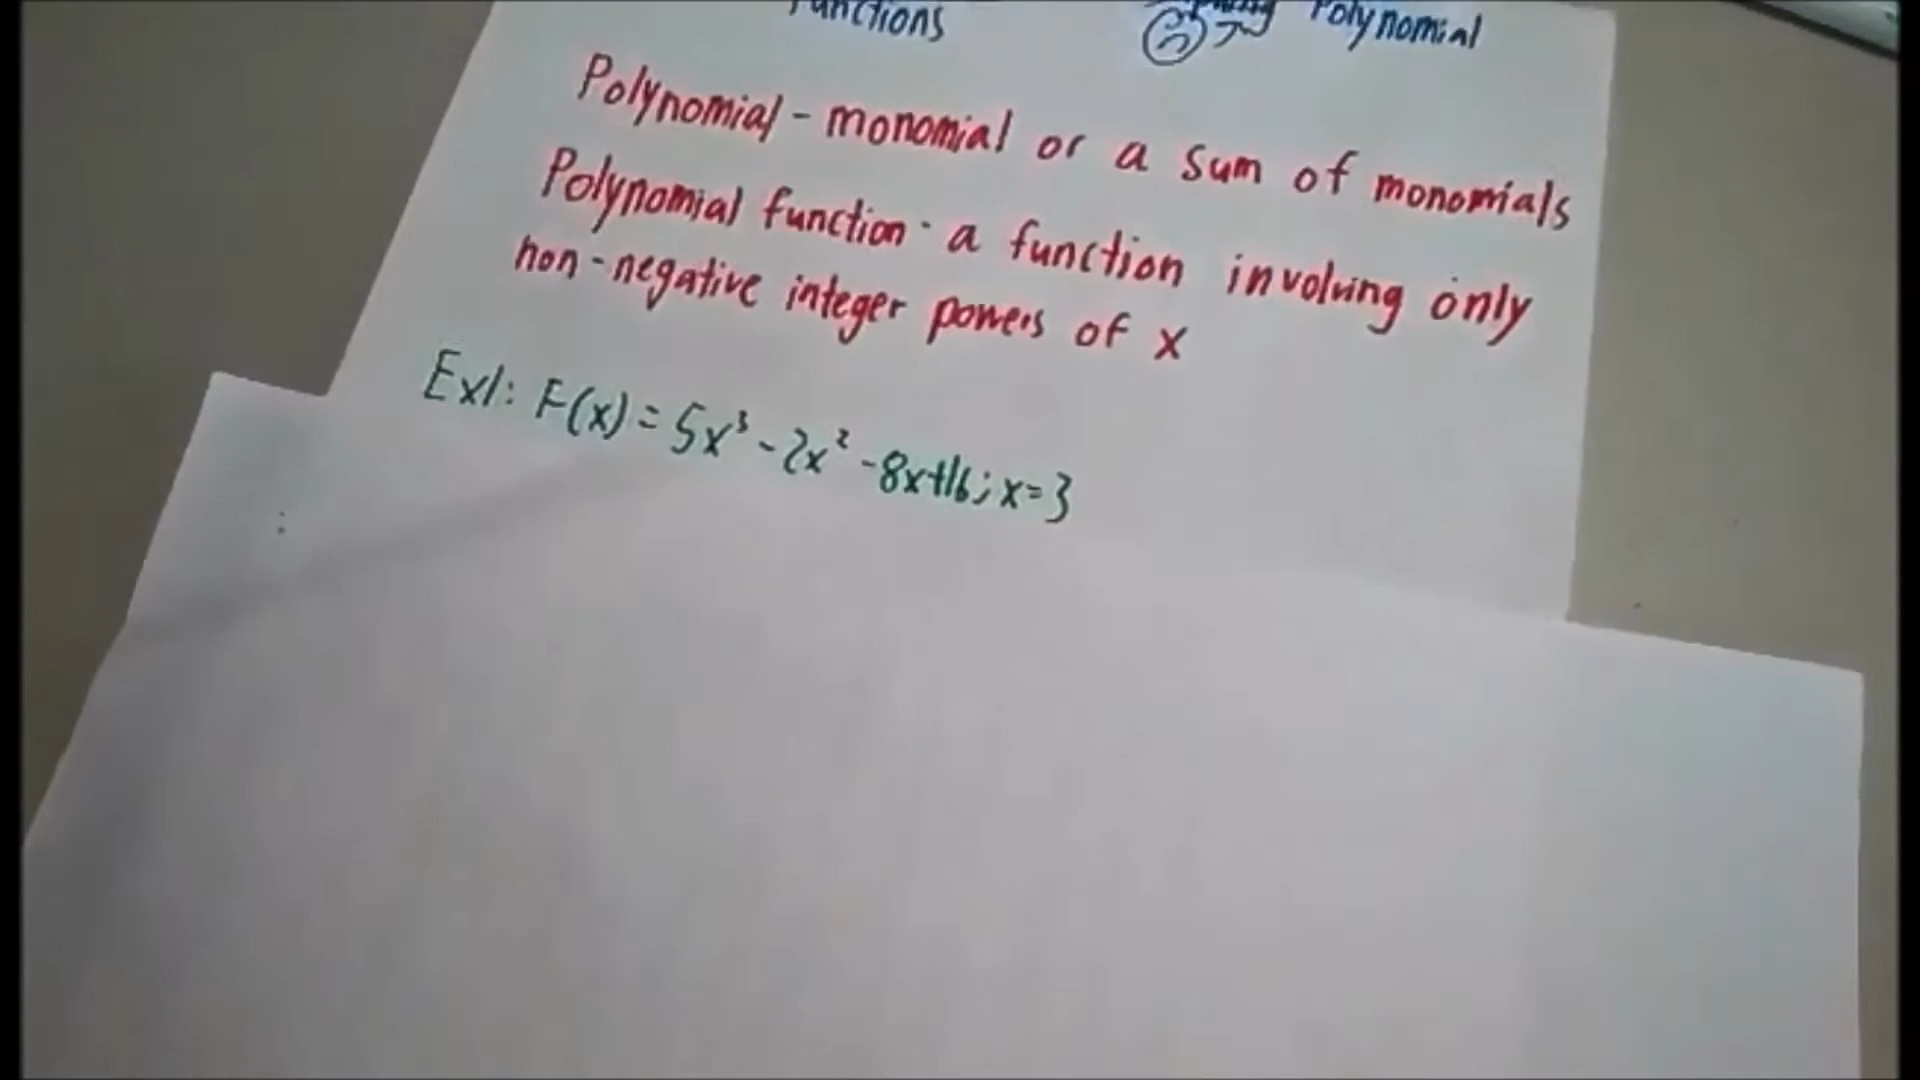 Functions
Polynomial
Polynomial - monomial or a sum of monomials
Polynomial function - a function involving only
non-negative integer powers of x
Ex1: F(x) = 5x³ - 2x² - 8x+16; x=3